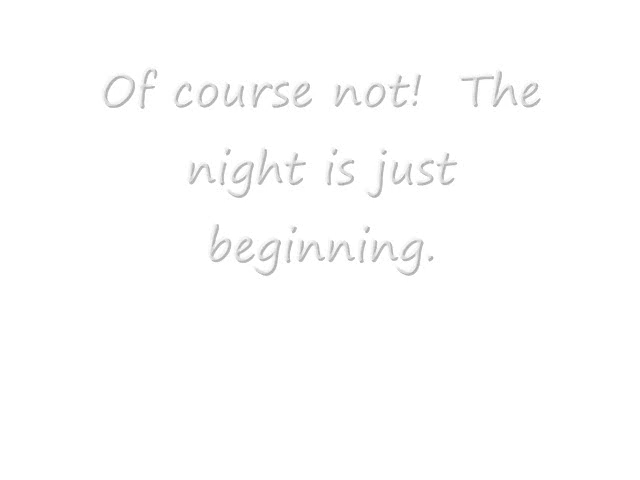 Of course not!  The
night is just
beginning.